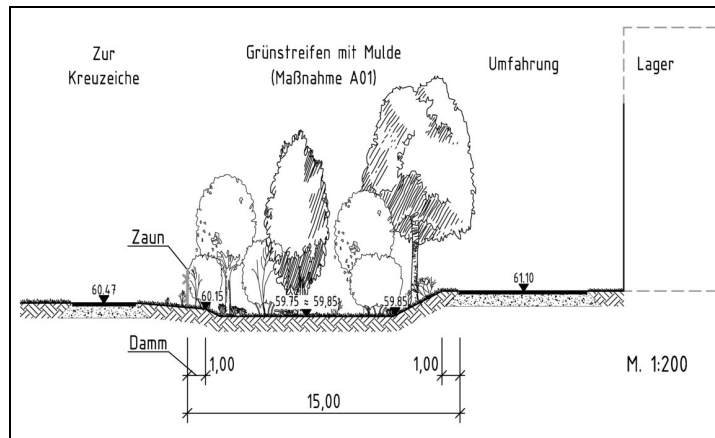 Zur
Kreuzeiche
Grünstreifen mit Mulde
(Maßnahme A01)
Umfahrung
Lager
Zaun
60.47
60.15
59.75 ≈ 59,85
59.85
61.10
Damm
1,00
1,00
15,00
M. 1:200